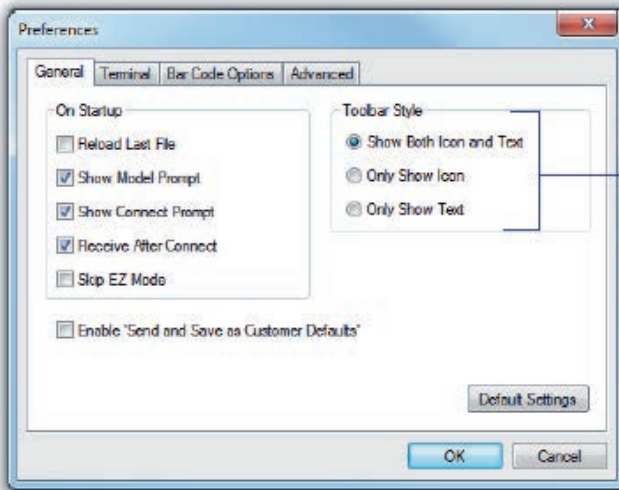 Preferences
General Terminal Bar Code Options Advanced
On Startup
Reload Last File
Show Model Prompt
Show Connect Prompt
Receive After Connect
Skip EZ Mode
Toolbar Style
Show Both Icon and Text
Only Show Icon
Only Show Text
Enable "Send and Save as Customer Defaults"
Default Settings
OK Cancel